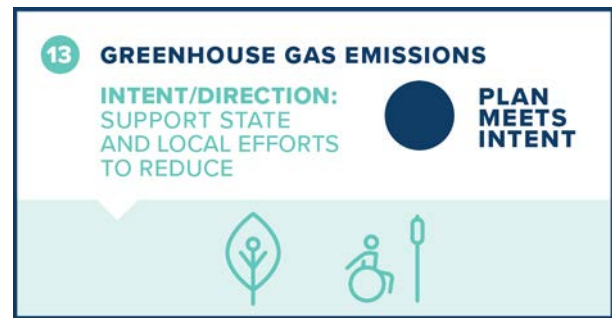 13 GREENHOUSE GAS EMISSIONS
INTENT/DIRECTION:
SUPPORT STATE
AND LOCAL EFFORTS
TO REDUCE
PLAN
MEETS
INTENT